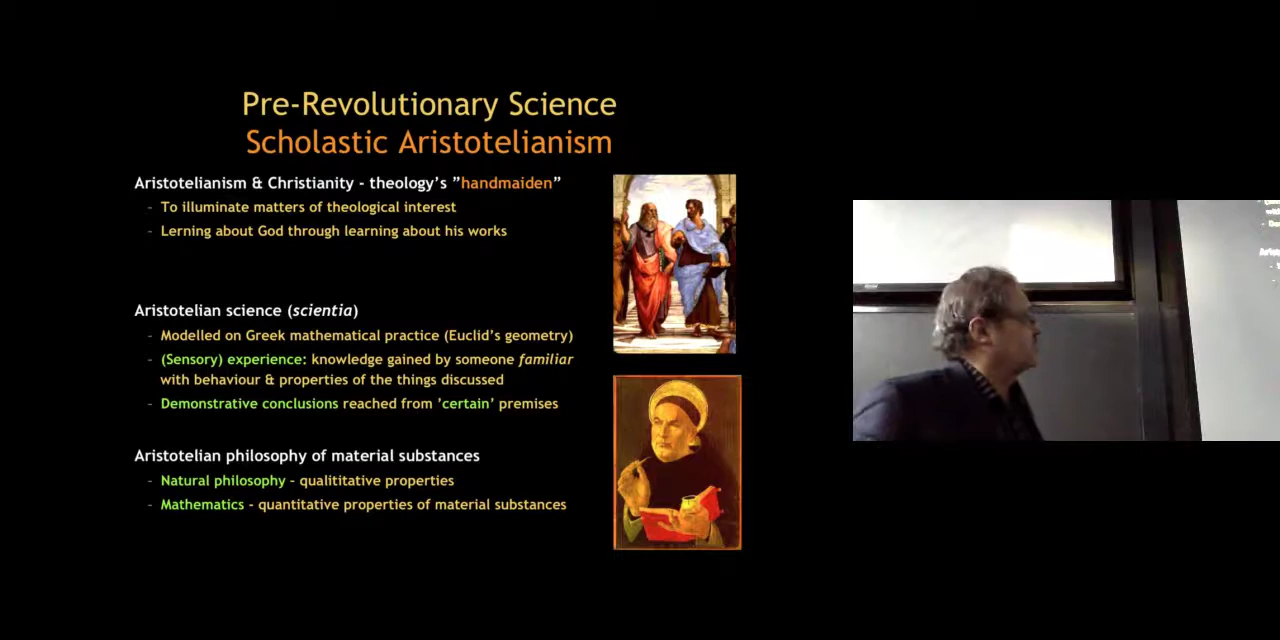 Pre-Revolutionary Science
Scholastic Aristotelianism
Aristotelianism & Christianity - theology's "handmaiden"
- To illuminate matters of theological interest
- Lerning about God through learning about his works
Aristotelian science (scientia)
- Modelled on Greek mathematical practice (Euclid's geometry)
- (Sensory) experience: knowledge gained by someone familiar
with behaviour & properties of the things discussed
- Demonstrative conclusions reached from 'certain' premises
Aristotelian philosophy of material substances
- Natural philosophy - qualititative properties
- Mathematics - quantitative properties of material substances